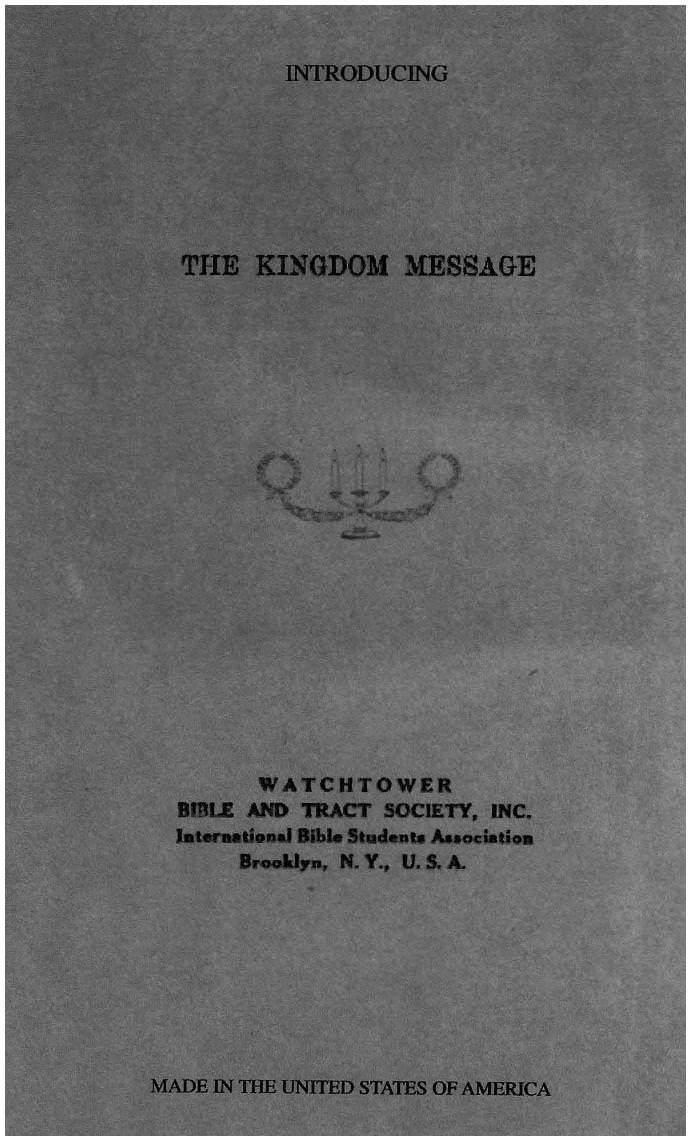 INTRODUCING
THE KINGDOM MESSAGE
WATCHTOWER
BIBLE AND TRACT SOCIETY, INC.
International Bible Students Association
Brooklyn, N. Y., U. S. A.
MADE IN THE UNITED STATES OF AMERICA